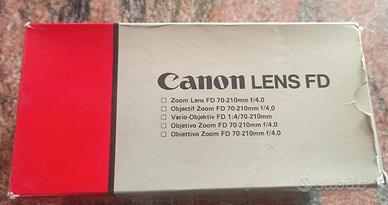 Canon LENS FD
□ Zoom Lens FD 70-210mm f/4.0
□ Objectif Zoom FD 70-210mm f/4.0
□ Vario-Objektiv FD 1:4/70-210mm
□ Objetivo Zoom FD 70-210mm f/4.0
□ Obiettivo Zoom FD 70-210mm f/4,0
subito